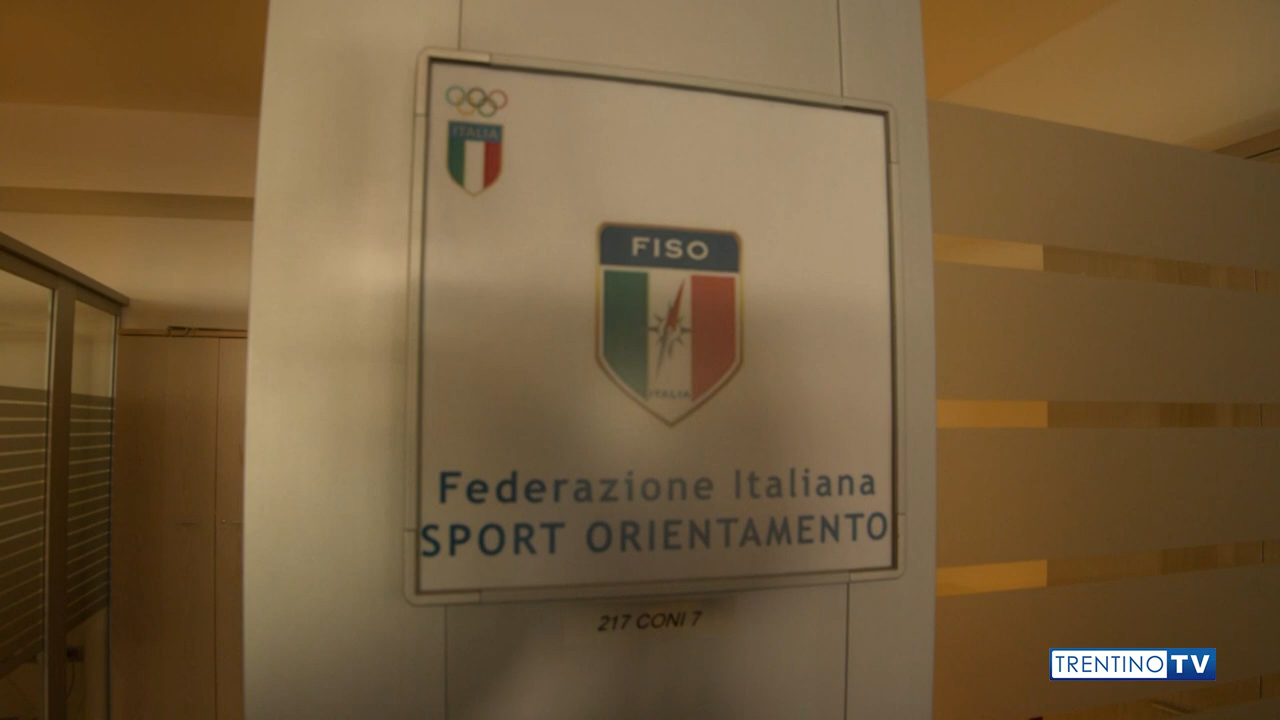 ITALIA
FISO
ITALIA
Federazione Italiana
SPORT ORIENTAMENTO
217 CONI 7
TRENTINO TV